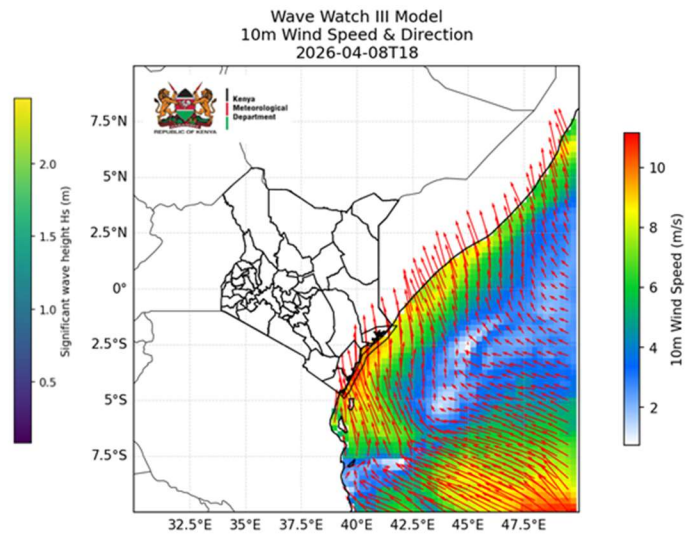 Wave Watch III Model
10m Wind Speed & Direction
2026-04-08T18
REPUBLIC OF KENYA
Kenya
Meteorological
Department
7.5°N
5°N
2.5°N
0°
2.5°S
5°S
7.5°S
32.5°E
35°E
37.5°E
40°E
42.5°E
45°E
47.5°E
2.0
1.5
1.0
0.5
Significant wave height Hs (m)
10
8
6
4
2
10m Wind Speed (m/s)